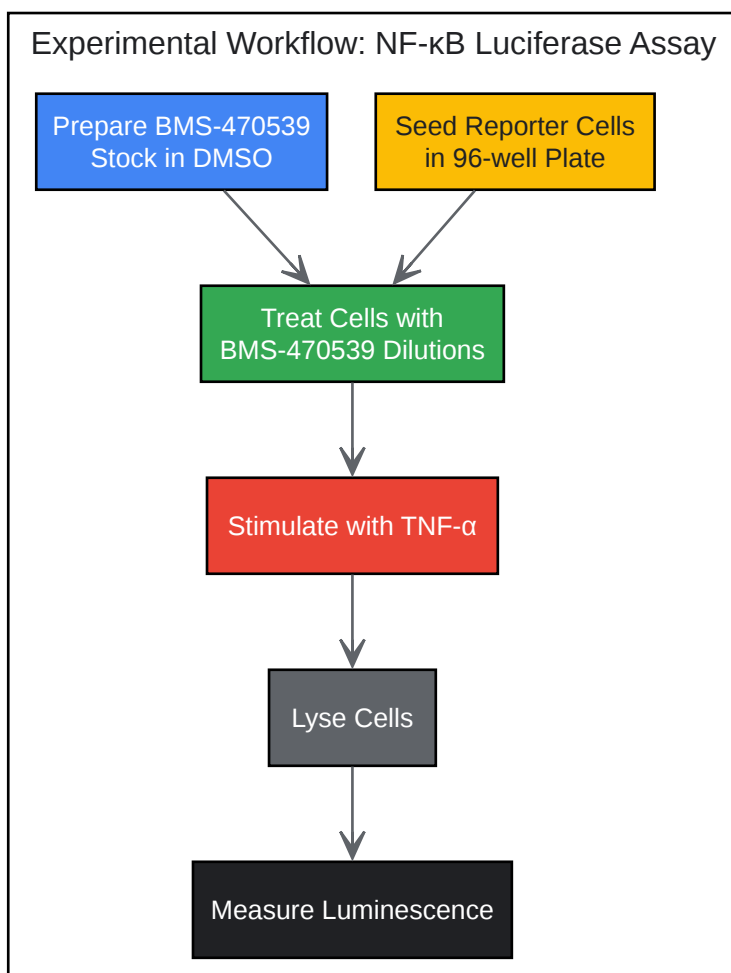 Experimental Workflow: NF-κB Luciferase Assay
Prepare BMS-470539
Stock in DMSO
Seed Reporter Cells
in 96-well Plate
Treat Cells with
BMS-470539 Dilutions
Stimulate with TNF-α
Lyse Cells
Measure Luminescence